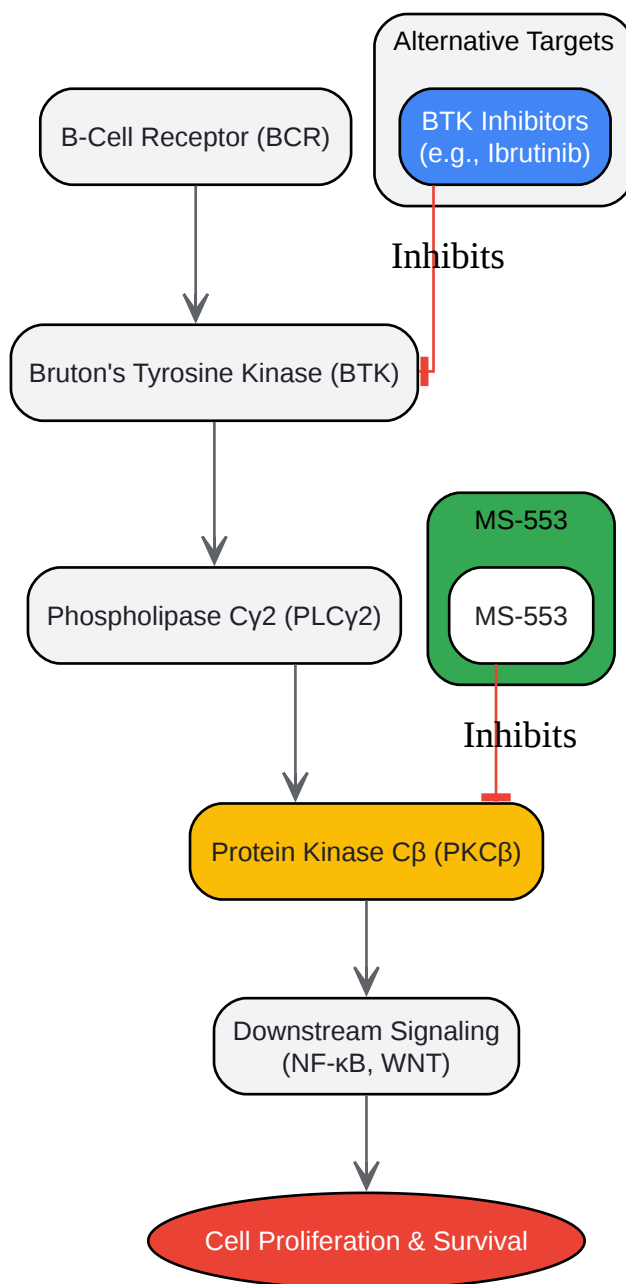 Alternative Targets
B-Cell Receptor (BCR)
BTK Inhibitors
(e.g., Ibrutinib)
Inhibits
Bruton's Tyrosine Kinase (BTK)
MS-553
Phospholipase Cγ2 (PLCγ2)
MS-553
Inhibits
Protein Kinase Cβ (PKCβ)
Downstream Signaling
(NF-κB, WNT)
Cell Proliferation & Survival